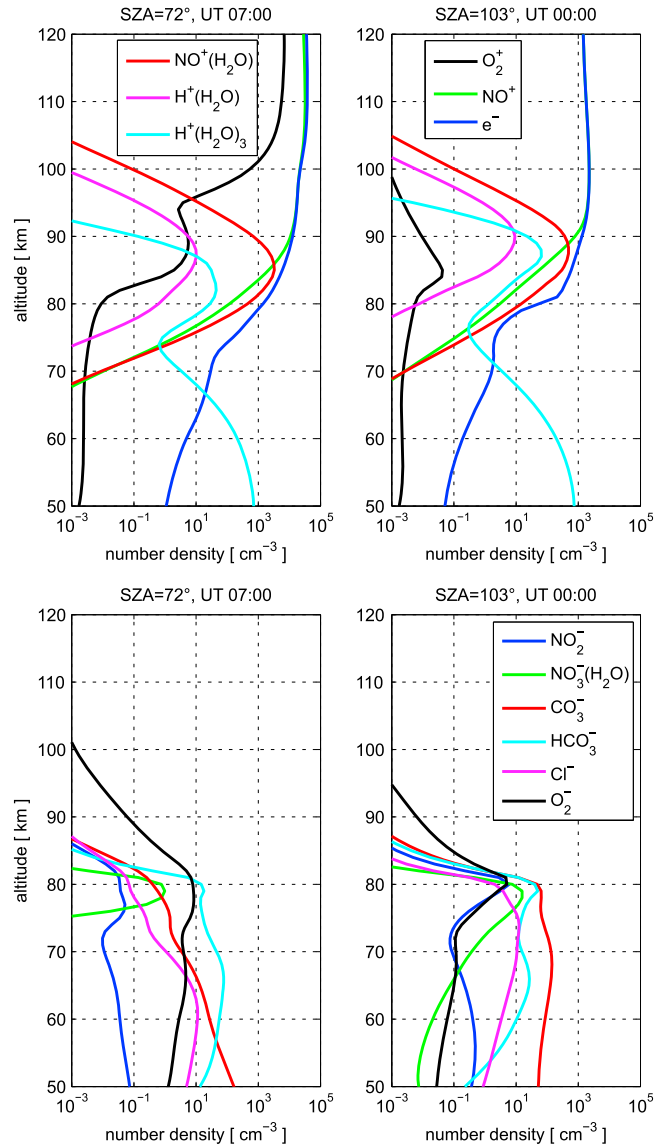 SZA=72°, UT 07:00
SZA=103°, UT 00:00
120
110
100
90
80
70
60
50
altitude [ km ]
NO⁺(H₂O)
H⁺(H₂O)
H⁺(H₂O)₃
10⁻³
10⁻¹
10¹
10³
10⁵
number density [ cm⁻³ ]
120
110
100
90
80
70
60
50
O₂⁺
NO⁺
e⁻
10⁻³
10⁻¹
10¹
10³
10⁵
number density [ cm⁻³ ]
SZA=72°, UT 07:00
SZA=103°, UT 00:00
120
110
100
90
80
70
60
50
altitude [ km ]
10⁻³
10⁻¹
10¹
10³
10⁵
number density [ cm⁻³ ]
120
110
100
90
80
70
60
50
altitude [ km ]
NO₂⁻
NO₃⁻(H₂O)
CO₃⁻
HCO₃⁻
Cl⁻
O₂⁻
10⁻³
10⁻¹
10¹
10³
10⁵
number density [ cm⁻³ ]